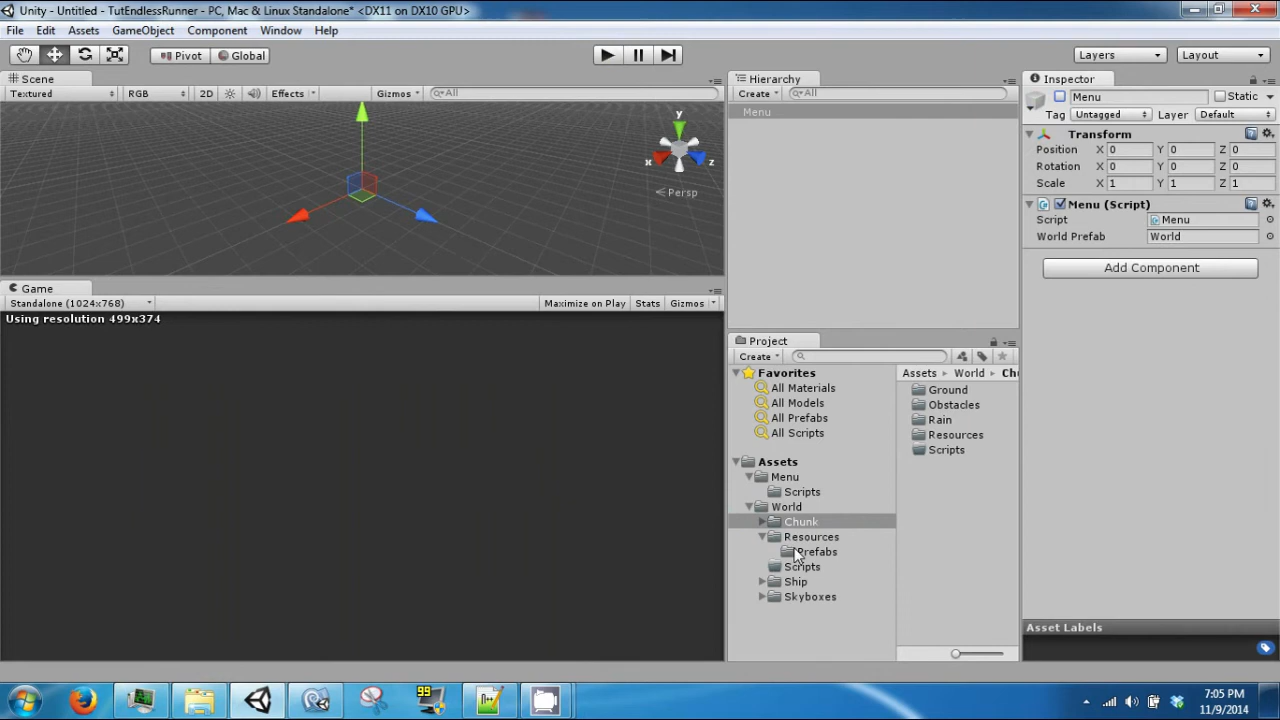 Unity - Untitled - TutEndlessRunner - PC, Mac & Linux Standalone* <DX11 on DX10 GPU>
File Edit Assets GameObject Component Window Help
Pivot Global Layers Layout
Scene
Textured RGB 2D Effects Gizmos All
y
x z
Persp
Game
Standalone (1024x768) Maximize on Play Stats Gizmos
Using resolution 499x374
Hierarchy
Create All
Menu
Project
Create
Favorites
All Materials
All Models
All Prefabs
All Scripts
Assets
Menu
Scripts
World
Chunk
Resources
Prefabs
Scripts
Ship
Skyboxes
Assets World Chu
Ground
Obstacles
Rain
Resources
Scripts
Inspector
Menu Static
Tag Untagged Layer Default
Transform
Position X 0 Y 0 Z 0
Rotation X 0 Y 0 Z 0
Scale X 1 Y 1 Z 1
Menu (Script)
Script Menu
World Prefab World
Add Component
Asset Labels
99
7:05 PM
11/9/2014